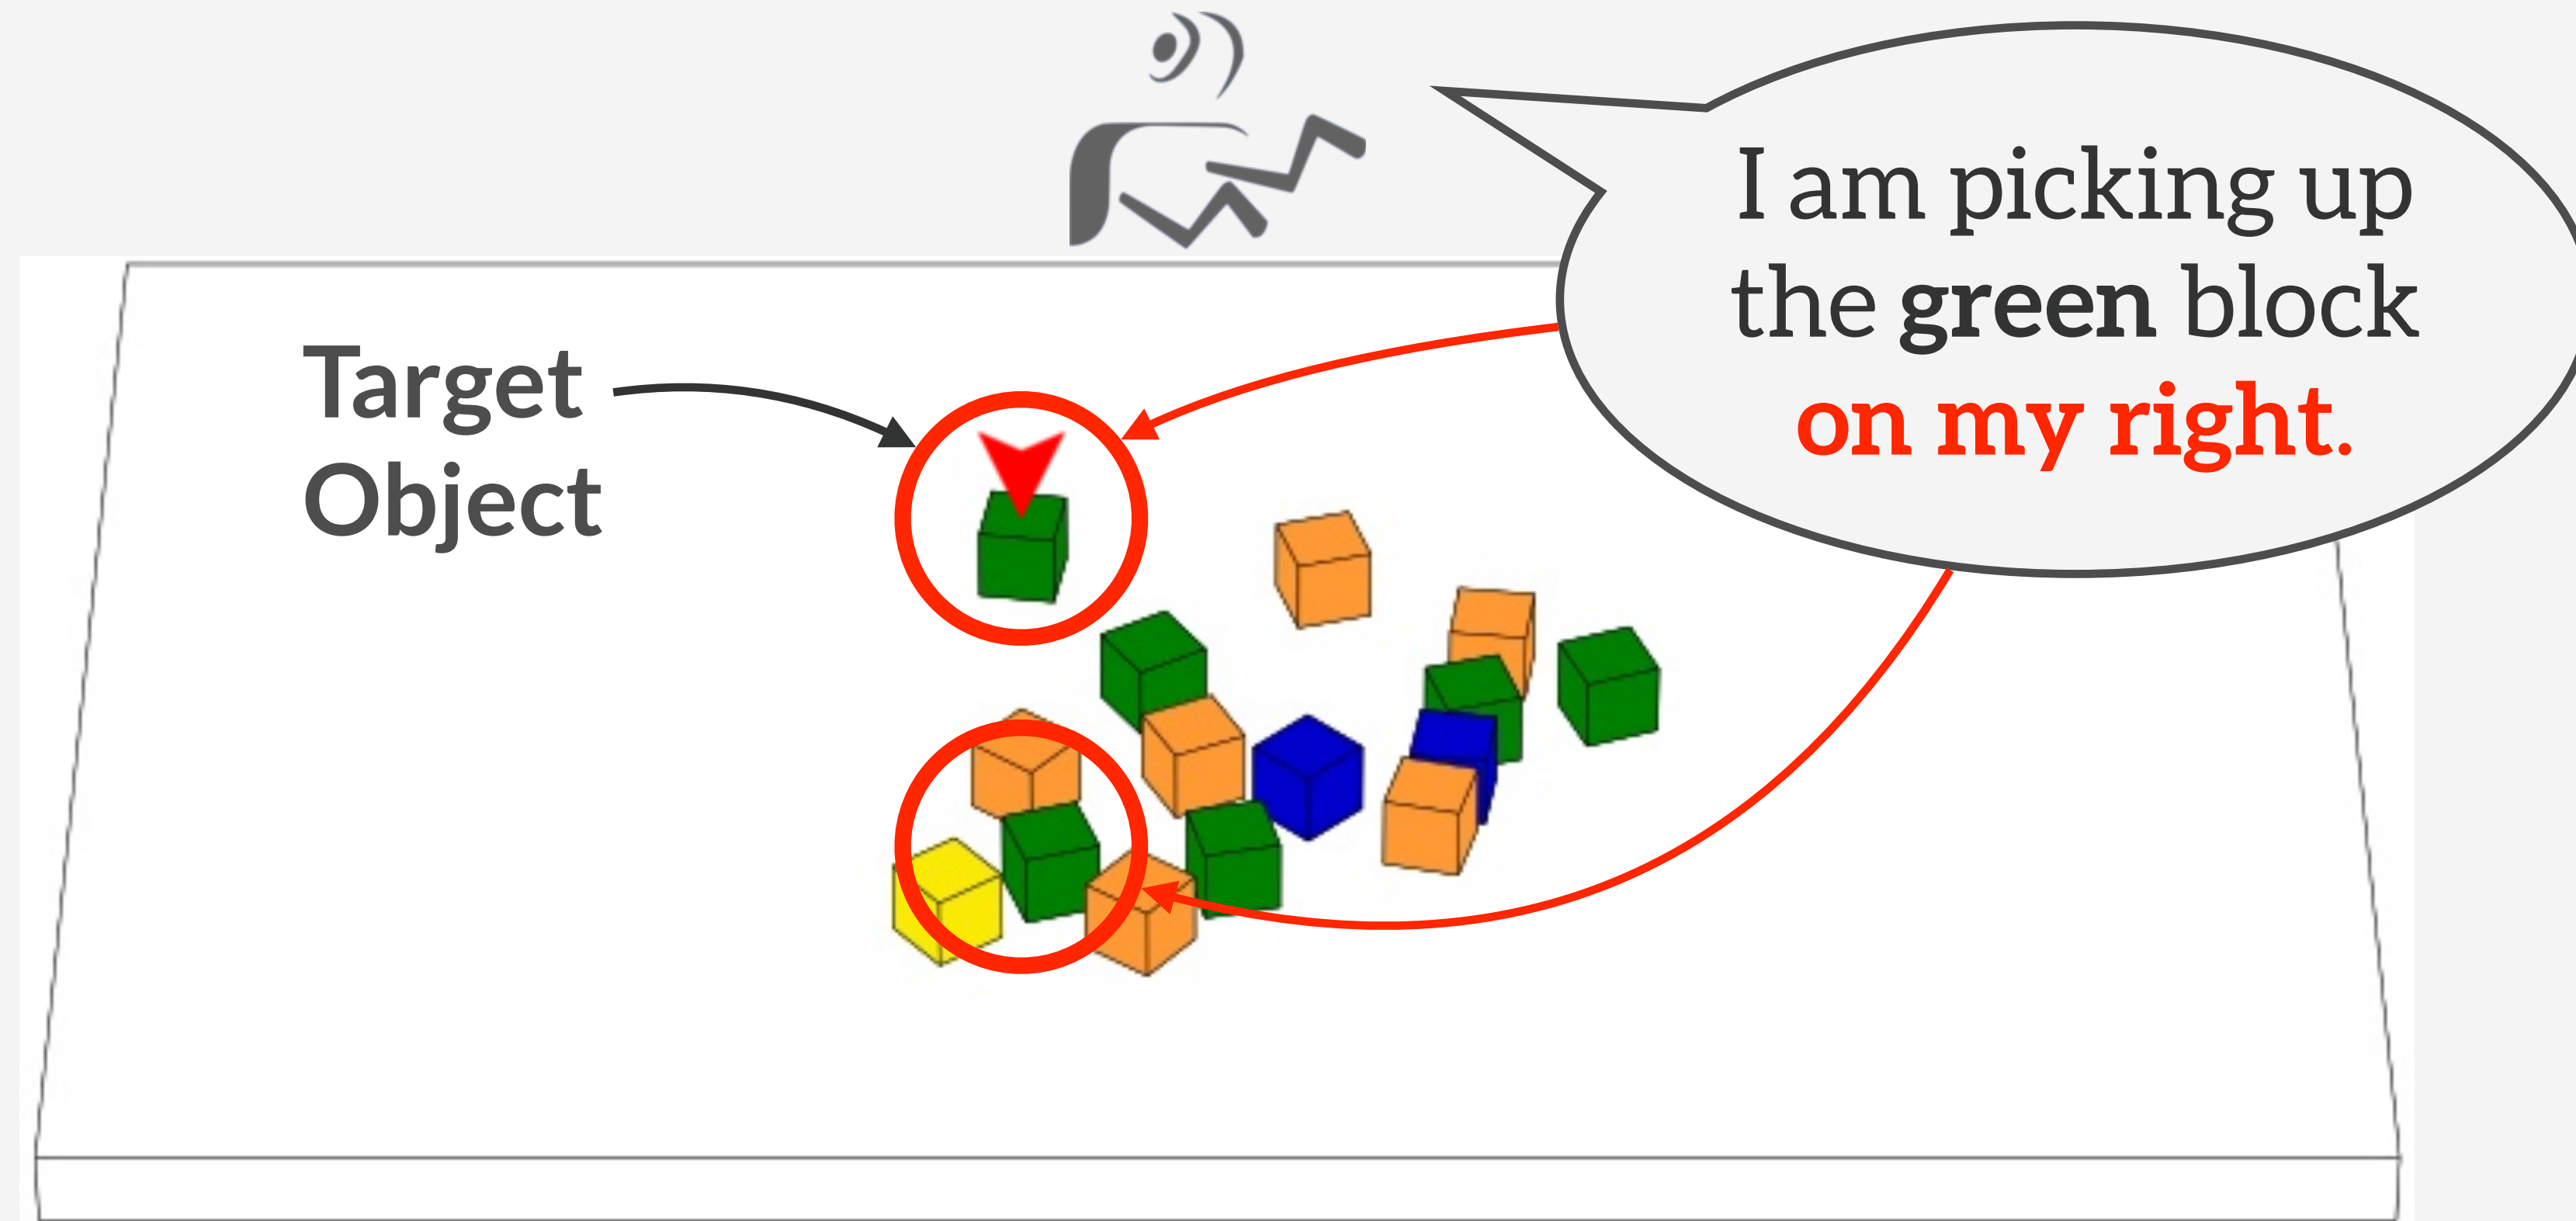 Target
Object
I am picking up
the green block
on my right.